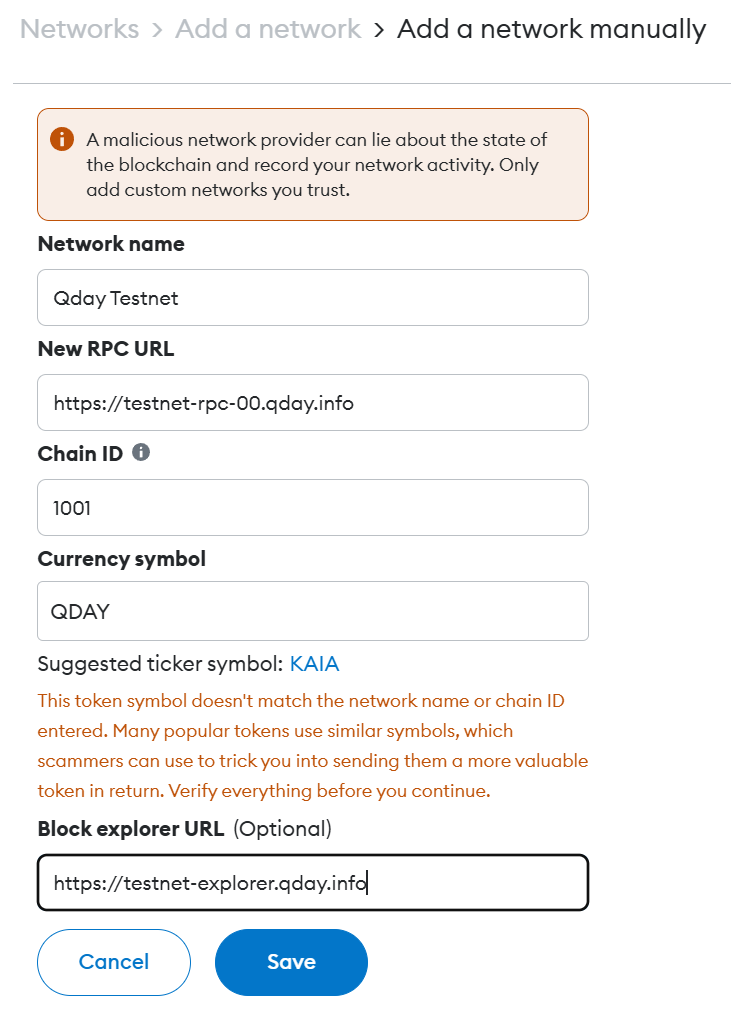 Networks > Add a network > Add a network manually
A malicious network provider can lie about the state of
the blockchain and record your network activity. Only
add custom networks you trust.
Network name
Qday Testnet
New RPC URL
https://testnet-rpc-00.qday.info
Chain ID
1001
Currency symbol
QDAY
Suggested ticker symbol: KAIA
This token symbol doesn't match the network name or chain ID
entered. Many popular tokens use similar symbols, which
scammers can use to trick you into sending them a more valuable
token in return. Verify everything before you continue.
Block explorer URL (Optional)
https://testnet-explorer.qday.info
Cancel
Save